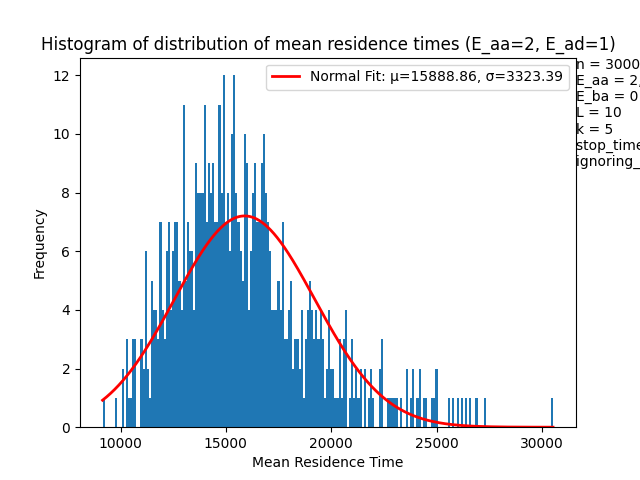 Histogram of distribution of mean residence times (E_aa=2, E_ad=1)
Normal Fit: μ=15888.86, σ=3323.39
n = 3000
E_aa = 2,
E_ba = 0
L = 10
k = 5
stop_time
ignoring_
Frequency
12
10
8
6
4
2
0
10000 15000 20000 25000 30000
Mean Residence Time